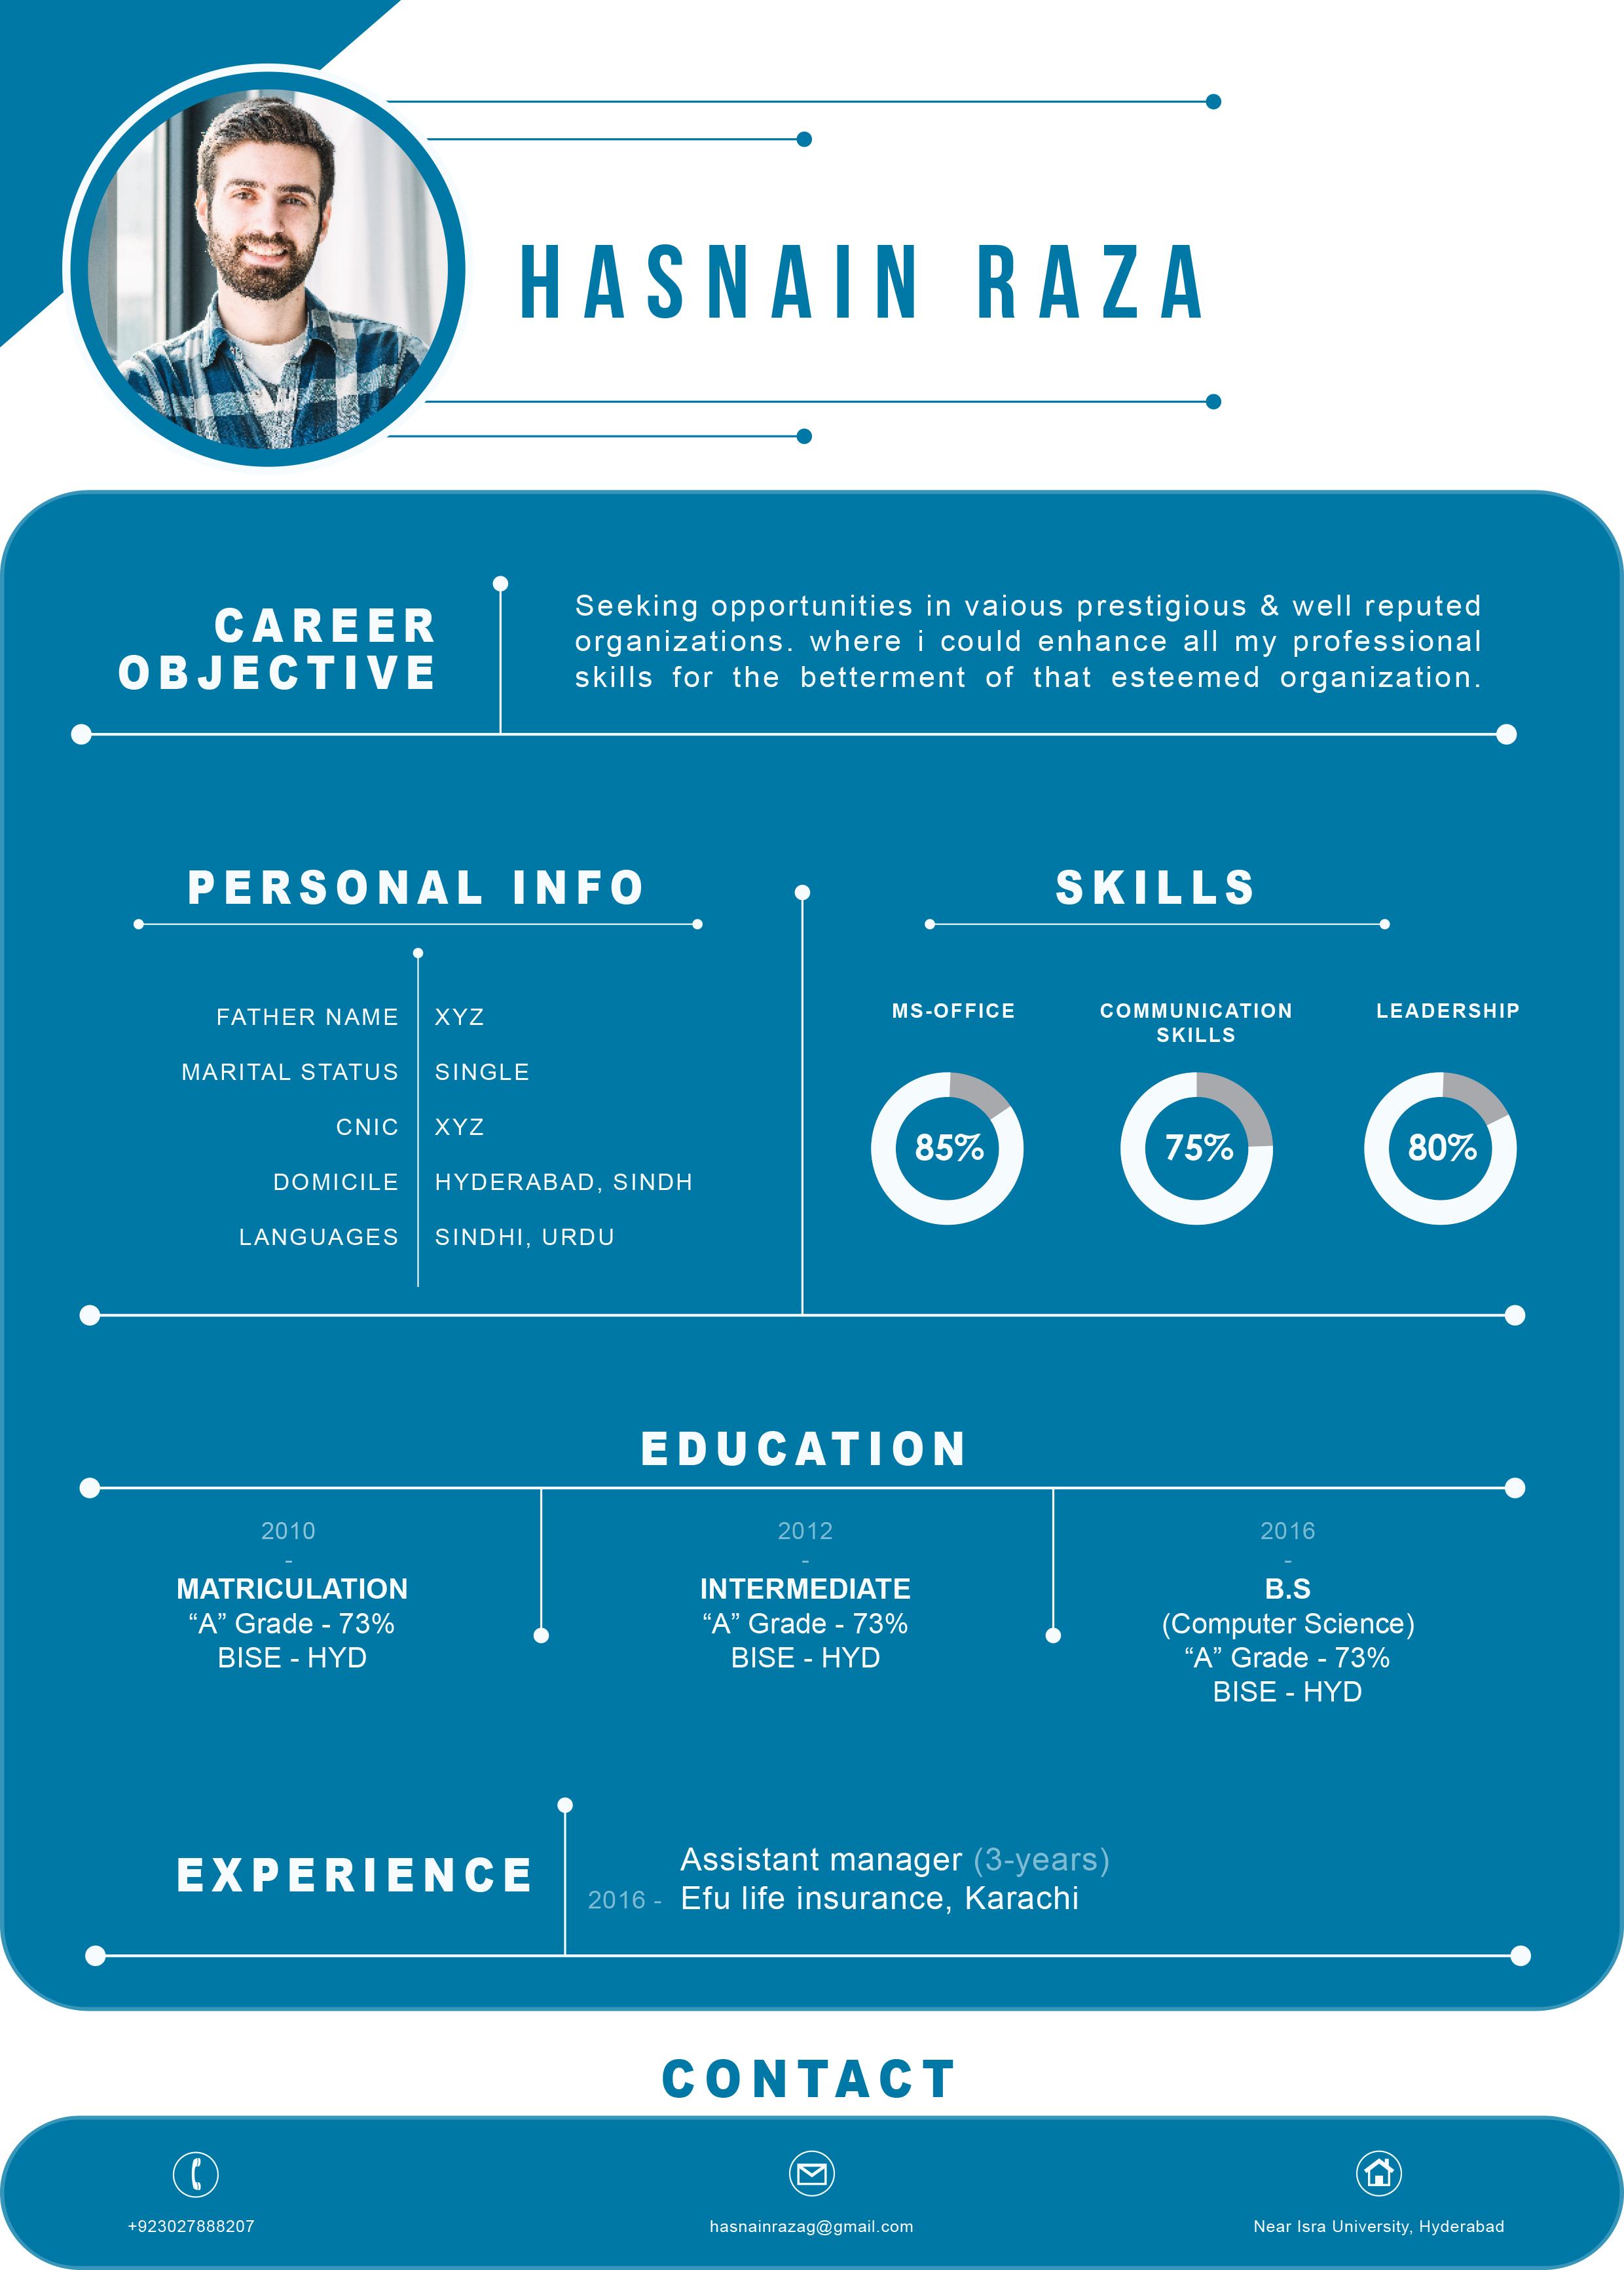 HASNAIN RAZA
CAREER
OBJECTIVE
Seeking opportunities in vaious prestigious & well reputed
organizations. where i could enhance all my professional
skills for the betterment of that esteemed organization.
PERSONAL INFO
FATHER NAME XYZ
MARITAL STATUS SINGLE
CNIC XYZ
DOMICILE HYDERABAD, SINDH
LANGUAGES SINDHI, URDU
SKILLS
MS-OFFICE
85%
COMMUNICATION
SKILLS
75%
LEADERSHIP
80%
EDUCATION
2010
-
MATRICULATION
“A” Grade - 73%
BISE - HYD
2012
-
INTERMEDIATE
“A” Grade - 73%
BISE - HYD
2016
-
B.S
(Computer Science)
“A” Grade - 73%
BISE - HYD
EXPERIENCE
Assistant manager (3-years)
2016 - Efu life insurance, Karachi
CONTACT
+923027888207
hasnainrazag@gmail.com
Near Isra University, Hyderabad